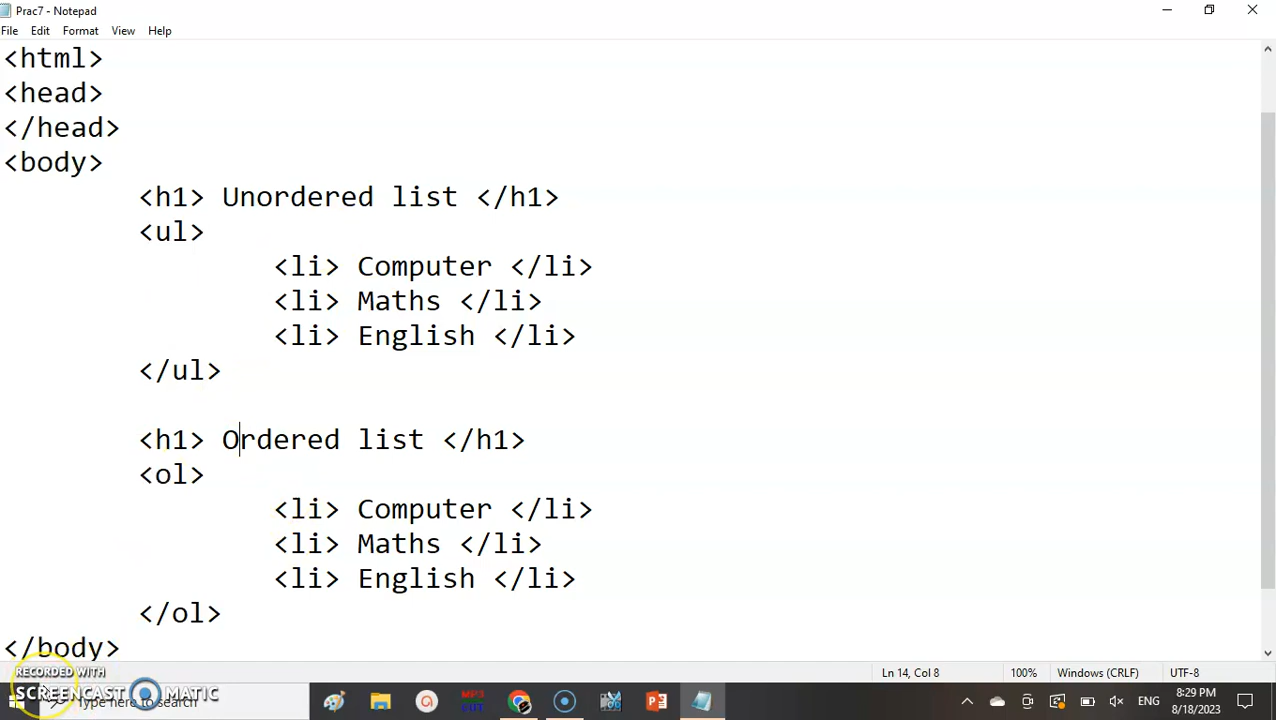 Prac7 - Notepad
File Edit Format View Help
<html>
<head>
</head>
<body>
<h1> Unordered list </h1>
<ul>
<li> Computer </li>
<li> Maths </li>
<li> English </li>
</ul>
<h1> Ordered list </h1>
<ol>
<li> Computer </li>
<li> Maths </li>
<li> English </li>
</ol>
</body>
Ln 14, Col 8 100% Windows (CRLF) UTF-8
RECORDED WITH
SCREENCAST MATIC
Type here to search
MP3
ENG
8:29 PM
8/18/2023